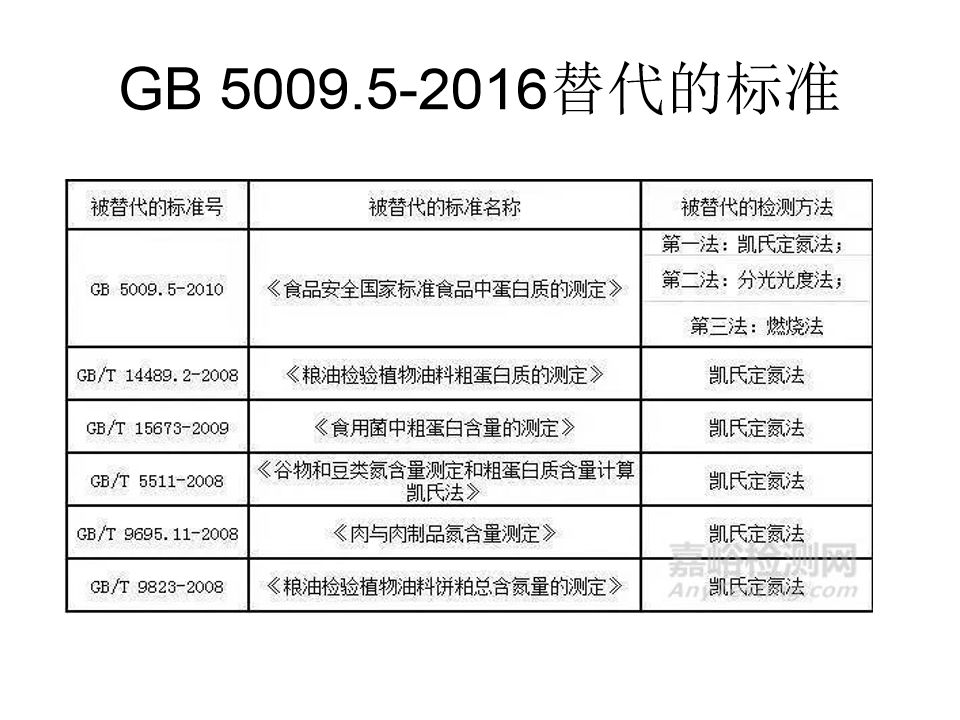 GB 5009.5-2016替代的标准
被替代的标准号 被替代的标准名称 被替代的检测方法
GB 5009.5-2010 《食品安全国家标准食品中蛋白质的测定》 第一法：凯氏定氮法；
第二法：分光光度法；
第三法：燃烧法
GB/T 14489.2-2008 《粮油检验植物油料粗蛋白质的测定》 凯氏定氮法
GB/T 15673-2009 《食用菌中粗蛋白含量的测定》 凯氏定氮法
GB/T 5511-2008 《谷物和豆类氮含量测定和粗蛋白质含量计算
凯氏法》 凯氏定氮法
GB/T 9695.11-2008 《肉与肉制品氮含量测定》 凯氏定氮法
嘉峪检测网
GB/T 9823-2008 《粮油检验植物油料饼粕总含氮量的测定》 凯氏定氮法